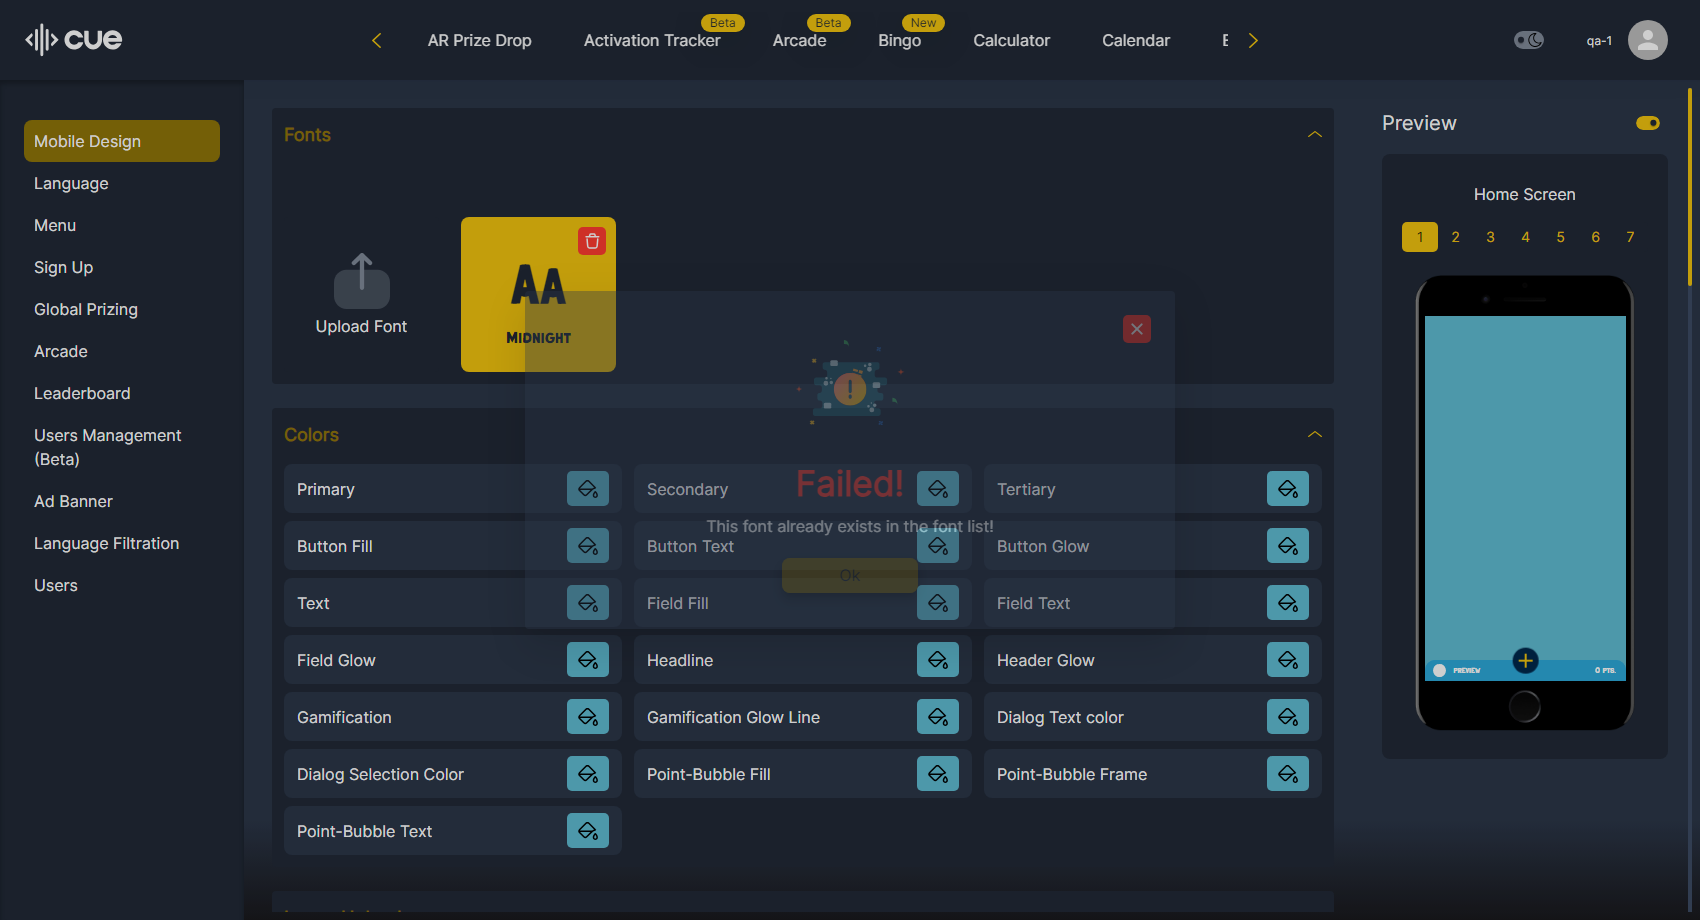 cue
AR Prize Drop
Activation Tracker
Beta
Arcade
Beta
Bingo
New
Calculator
Calendar
qa-1
Mobile Design
Language
Menu
Sign Up
Global Prizing
Arcade
Leaderboard
Users Management
(Beta)
Ad Banner
Language Filtration
Users
Fonts
Upload Font
AA
Midnight
Failed!
This font already exists in the font list!
Ok
Colors
Primary
Secondary
Tertiary
Button Fill
Button Text
Button Glow
Text
Field Fill
Field Text
Field Glow
Headline
Header Glow
Gamification
Gamification Glow Line
Dialog Text color
Dialog Selection Color
Point-Bubble Fill
Point-Bubble Frame
Point-Bubble Text
Preview
Home Screen
1 2 3 4 5 6 7
PREVIEW
0 PTS.